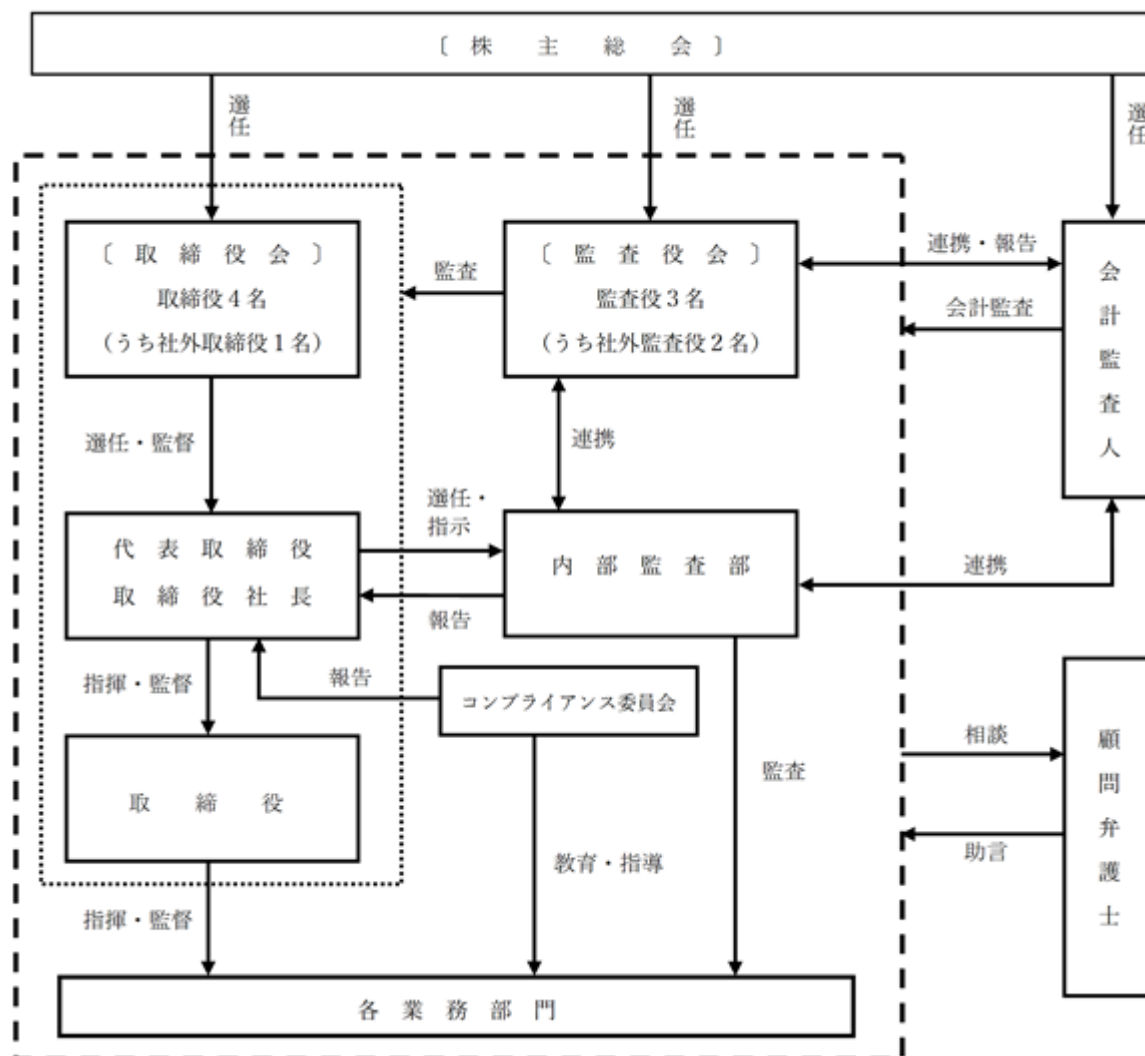 〔 株 主 総 会 〕
選任
選任
選任
〔 取 締 役 会 〕
取締役4名
(うち社外取締役1名)
監査
〔 監 査 役 会 〕
監査役3名
(うち社外監査役2名)
連携・報告
会計監査
会計監査人
選任・監督
連携
選任・
指示
代 表 取 締 役
取 締 役 社 長
内 部 監 査 部
連携
報告
指揮・監督
報告
コンプライアンス委員会
取 締 役
監査
相談
助言
顧問弁護士
教育・指導
指揮・監督
各 業 務 部 門